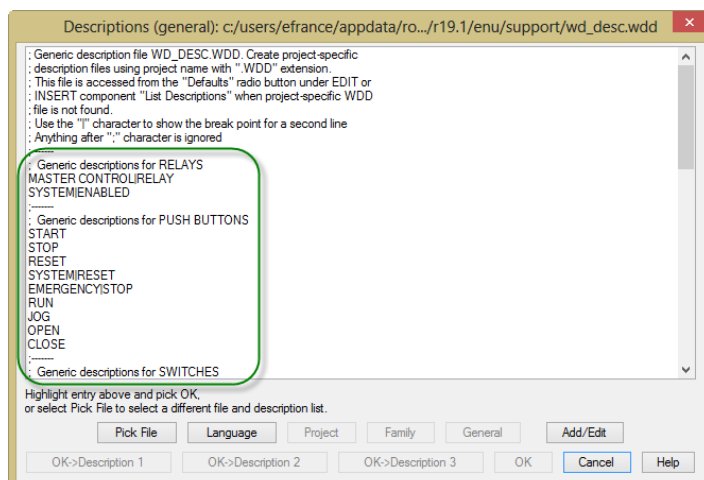 Descriptions (general): c:/users/efrance/appdata/ro.../r19.1/enu/support/wd_desc.wdd
; Generic description file WD_DESC.WDD. Create project-specific
; description files using project name with ".WDD" extension.
; This file is accessed from the "Defaults" radio button under EDIT or
; INSERT component "List Descriptions" when project-specific WDD
; file is not found.
; Use the "|" character to show the break point for a second line
; Anything after ";" character is ignored
;-------
; Generic descriptions for RELAYS
MASTER CONTROL|RELAY
SYSTEM|ENABLED
;-------
; Generic descriptions for PUSH BUTTONS
START
STOP
RESET
SYSTEM|RESET
EMERGENCY|STOP
RUN
JOG
OPEN
CLOSE
;-------
; Generic descriptions for SWITCHES
Highlight entry above and pick OK,
or select Pick File to select a different file and description list.
Pick File Language Project Family General Add/Edit
OK->Description 1 OK->Description 2 OK->Description 3 OK Cancel Help